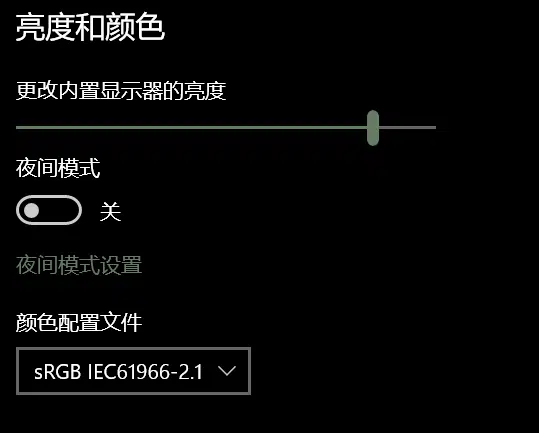 亮度和颜色
更改内置显示器的亮度
夜间模式
关
夜间模式设置
颜色配置文件
sRGB IEC61966-2.1